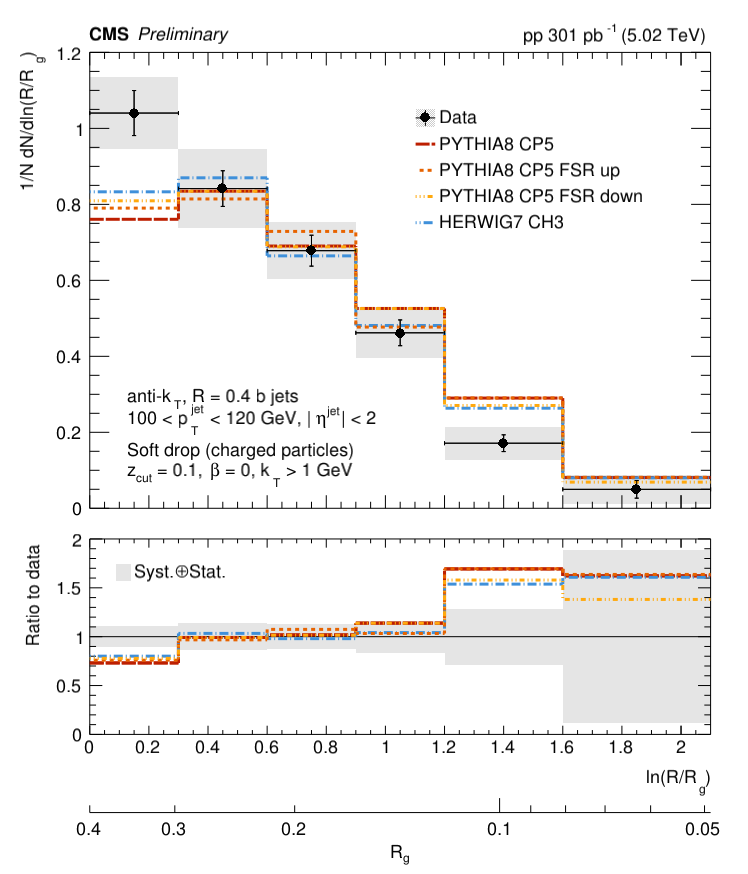 CMS Preliminary pp 301 pb⁻¹ (5.02 TeV)
1/N dN/dln(R/R_g)
1.2
1
0.8
0.6
0.4
0.2
0
Data
PYTHIA8 CP5
PYTHIA8 CP5 FSR up
PYTHIA8 CP5 FSR down
HERWIG7 CH3
anti-k_T, R = 0.4 b jets
100 < p_T^jet < 120 GeV, | η^jet| < 2
Soft drop (charged particles)
z_cut = 0.1, β = 0, k_T > 1 GeV
Ratio to data
2
1.5
1
0.5
0
Syst.⊕Stat.
0 0.2 0.4 0.6 0.8 1 1.2 1.4 1.6 1.8 2
ln(R/R_g)
0.4 0.3 0.2 0.1 0.05
R_g